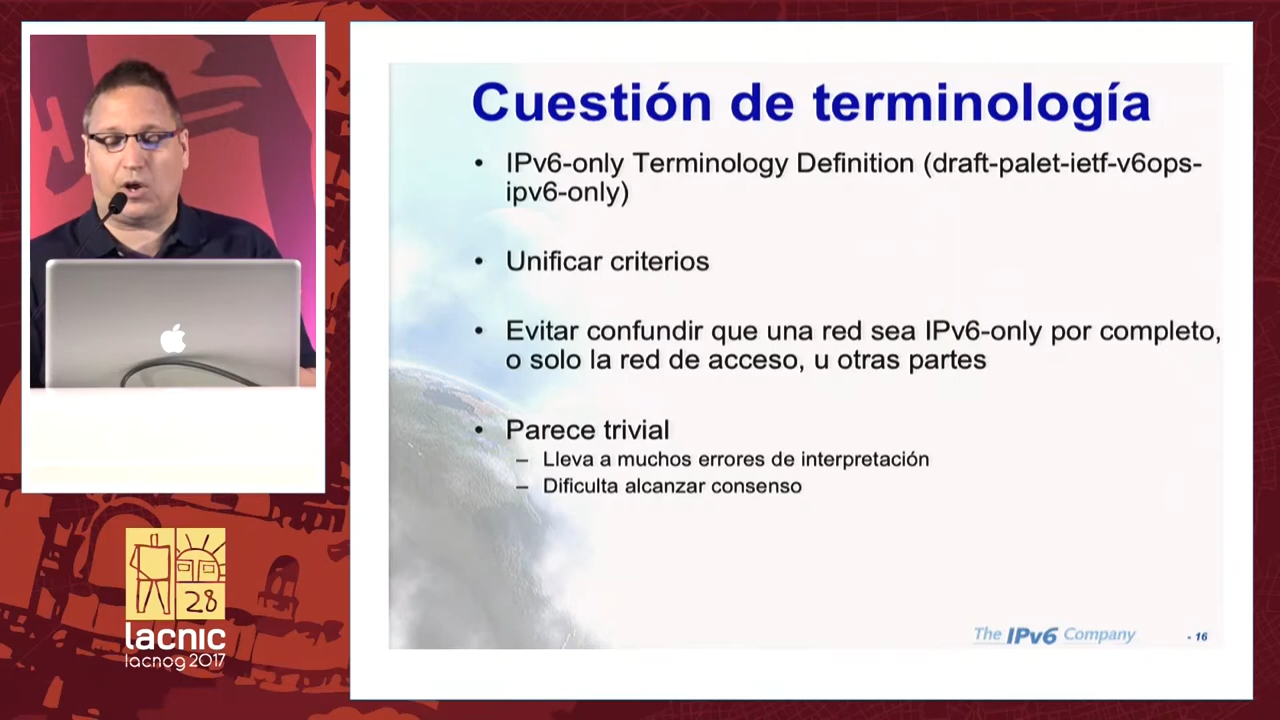 Cuestión de terminología
• IPv6-only Terminology Definition (draft-palet-ietf-v6ops-
ipv6-only)
• Unificar criterios
• Evitar confundir que una red sea IPv6-only por completo,
o solo la red de acceso, u otras partes
• Parece trivial
– Lleva a muchos errores de interpretación
– Dificulta alcanzar consenso
The IPv6 Company
- 16
28
lacnic
lacnog 2017